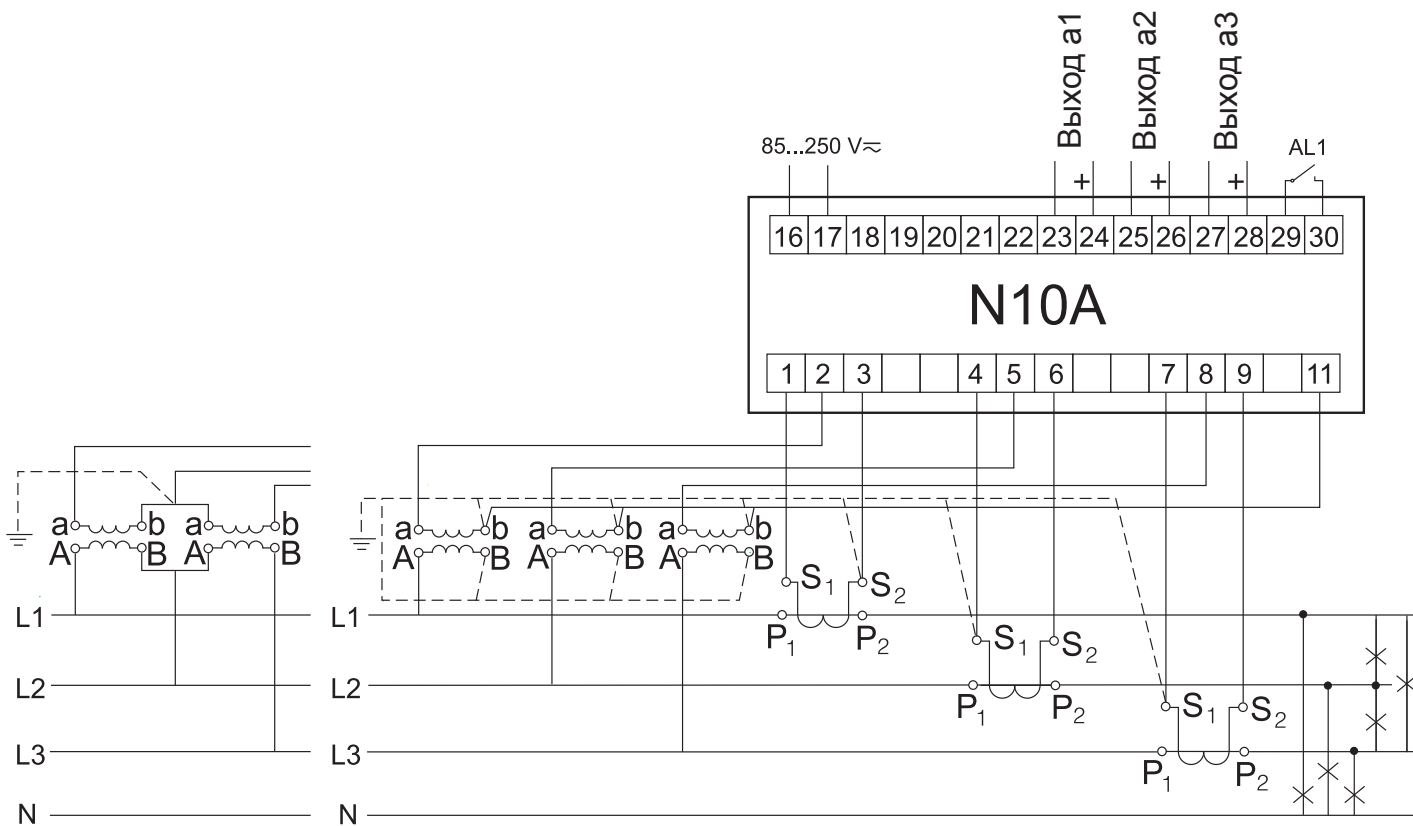 Выход a1
Выход a2
Выход a3
85...250 V≂
+
+
+
AL1
16 17 18 19 20 21 22 23 24 25 26 27 28 29 30
N10A
1 2 3 4 5 6 7 8 9 11
a b a b a b a b a b
A B A B A B A B A B
S1 S2
L1 L1
P1 P2
S1 S2
L2 L2
P1 P2
S1 S2
L3 L3
P1 P2
N N